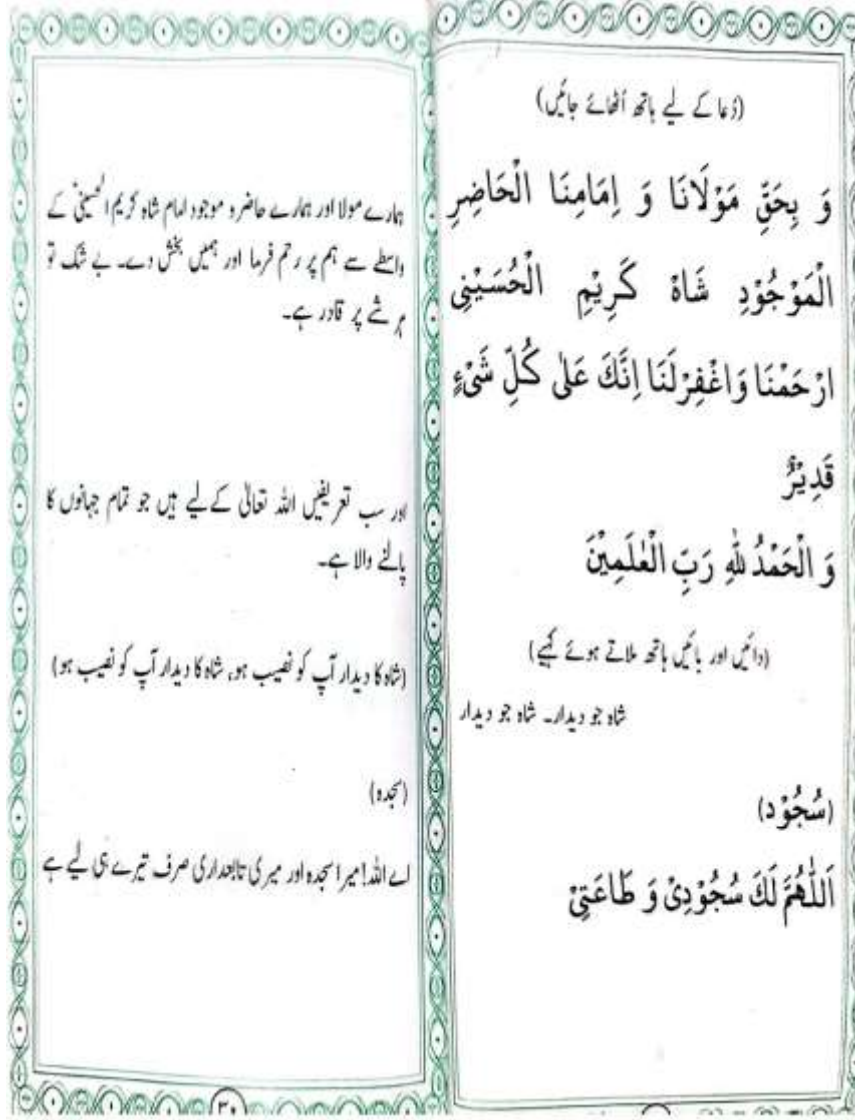 (دُعا کے لیے ہاتھ اُٹھائے جائیں)
وَ بِحَقِّ مَوْلَانَا وَ اِمَامِنَا الْحَاضِرِ
الْمَوْجُوْدِ شَاهْ كَرِيْمِ الْحُسَيْنِی
ارْحَمْنَا وَاغْفِرْلَنَا اِنَّكَ عَلٰی كُلِّ شَیْءٍ
قَدِيْرٌ
وَ الْحَمْدُ لِلّٰهِ رَبِّ الْعٰلَمِيْنَ
(دائیں اور بائیں ہاتھ ملاتے ہوئے کہیے)
شاہ جو دیدار۔ شاہ جو دیدار
(سُجُوْد)
اَللّٰهُمَّ لَكَ سُجُوْدِیْ وَ طَاعَتِیْ
ہمارے مولا اور ہمارے حاضر و موجود امام شاہ کریم الحسینیؑ کے
واسطے سے ہم پر رحم فرما اور ہمیں بخش دے۔ بے شک تو
ہر شے پر قادر ہے۔
اور سب تعریفیں اللہ تعالیٰ کے لیے ہیں جو تمام جہانوں کا
پالنے والا ہے۔
(شاہ کا دیدار آپ کو نصیب ہو، شاہ کا دیدار آپ کو نصیب ہو)
(سجدہ)
اے اللہ! میرا سجدہ اور میری تابعداری صرف تیرے ہی لیے ہے
۳۰